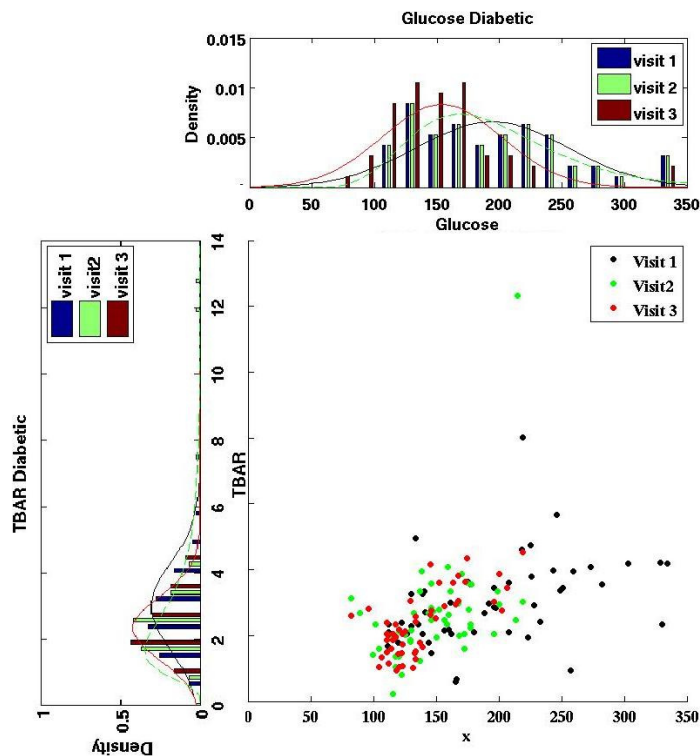 Glucose Diabetic
0.015
0.01
0.005
Density
visit 1
visit 2
visit 3
0 50 100 150 200 250 300 350
Glucose
visit 1
visit2
visit 3
TBAR Diabetic
1 0.5 0
Density
14
12
10
8
6
4
2
0
TBAR
Visit 1
Visit2
Visit 3
0 50 100 150 200 250 300 350
x